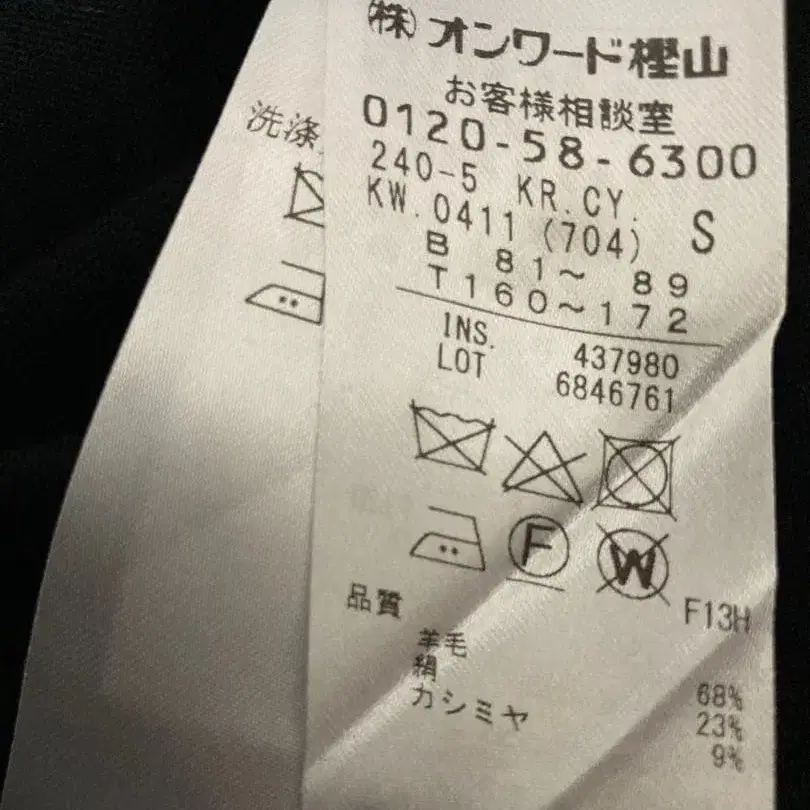 (株) オンワード樫山
お客様相談室
0120-58-6300
240-5 KR.CY.
KW.0411 (704) S
B 81～ 89
T160～172
INS. 437980
LOT 6846761
F
W
F13H
品質
羊毛 68%
絹 23%
カシミヤ 9%
洗涤